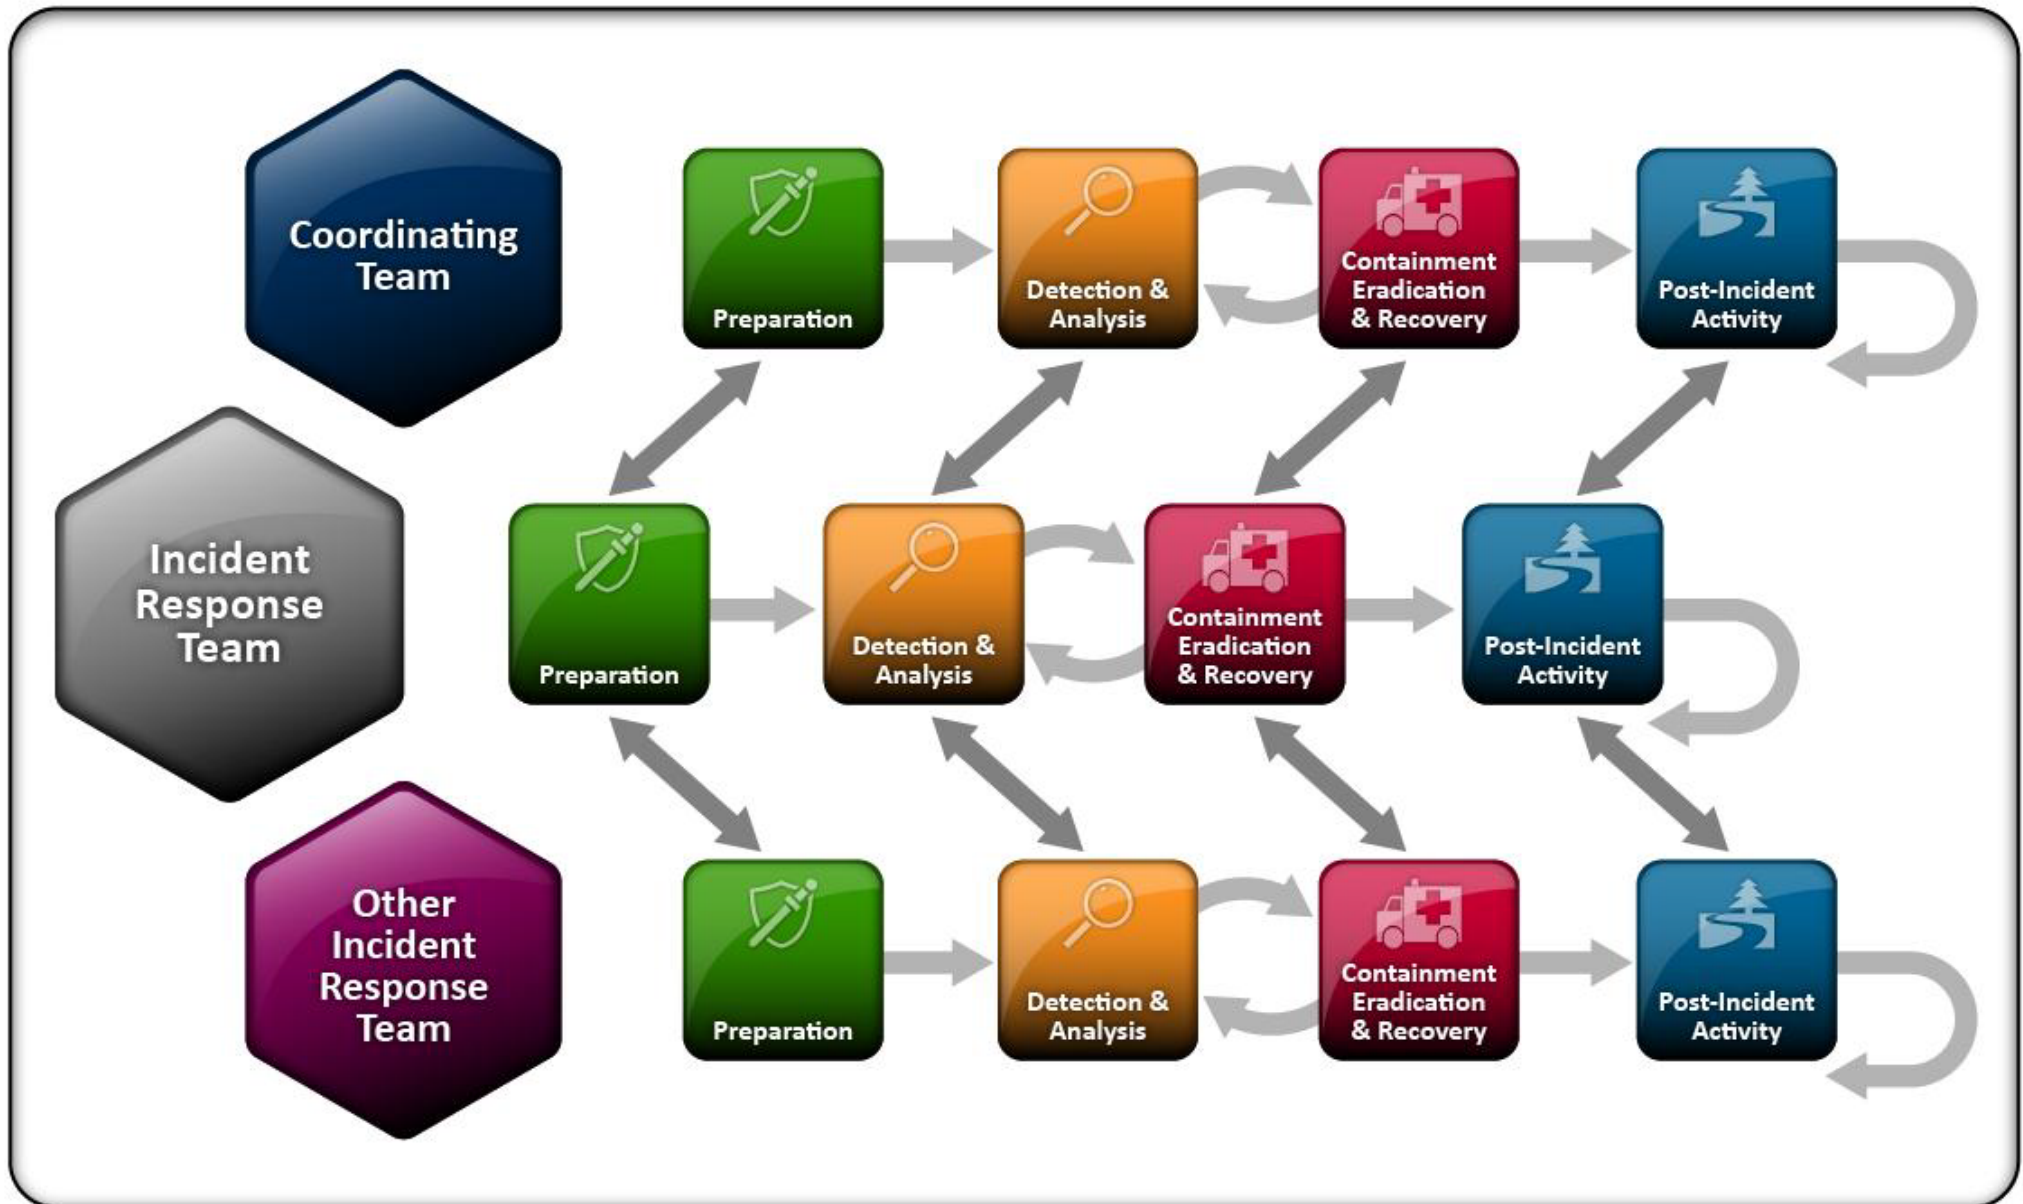 Coordinating
Team
Preparation
Detection &
Analysis
Containment
Eradication
& Recovery
Post-Incident
Activity
Incident
Response
Team
Preparation
Detection &
Analysis
Containment
Eradication
& Recovery
Post-Incident
Activity
Other
Incident
Response
Team
Preparation
Detection &
Analysis
Containment
Eradication
& Recovery
Post-Incident
Activity